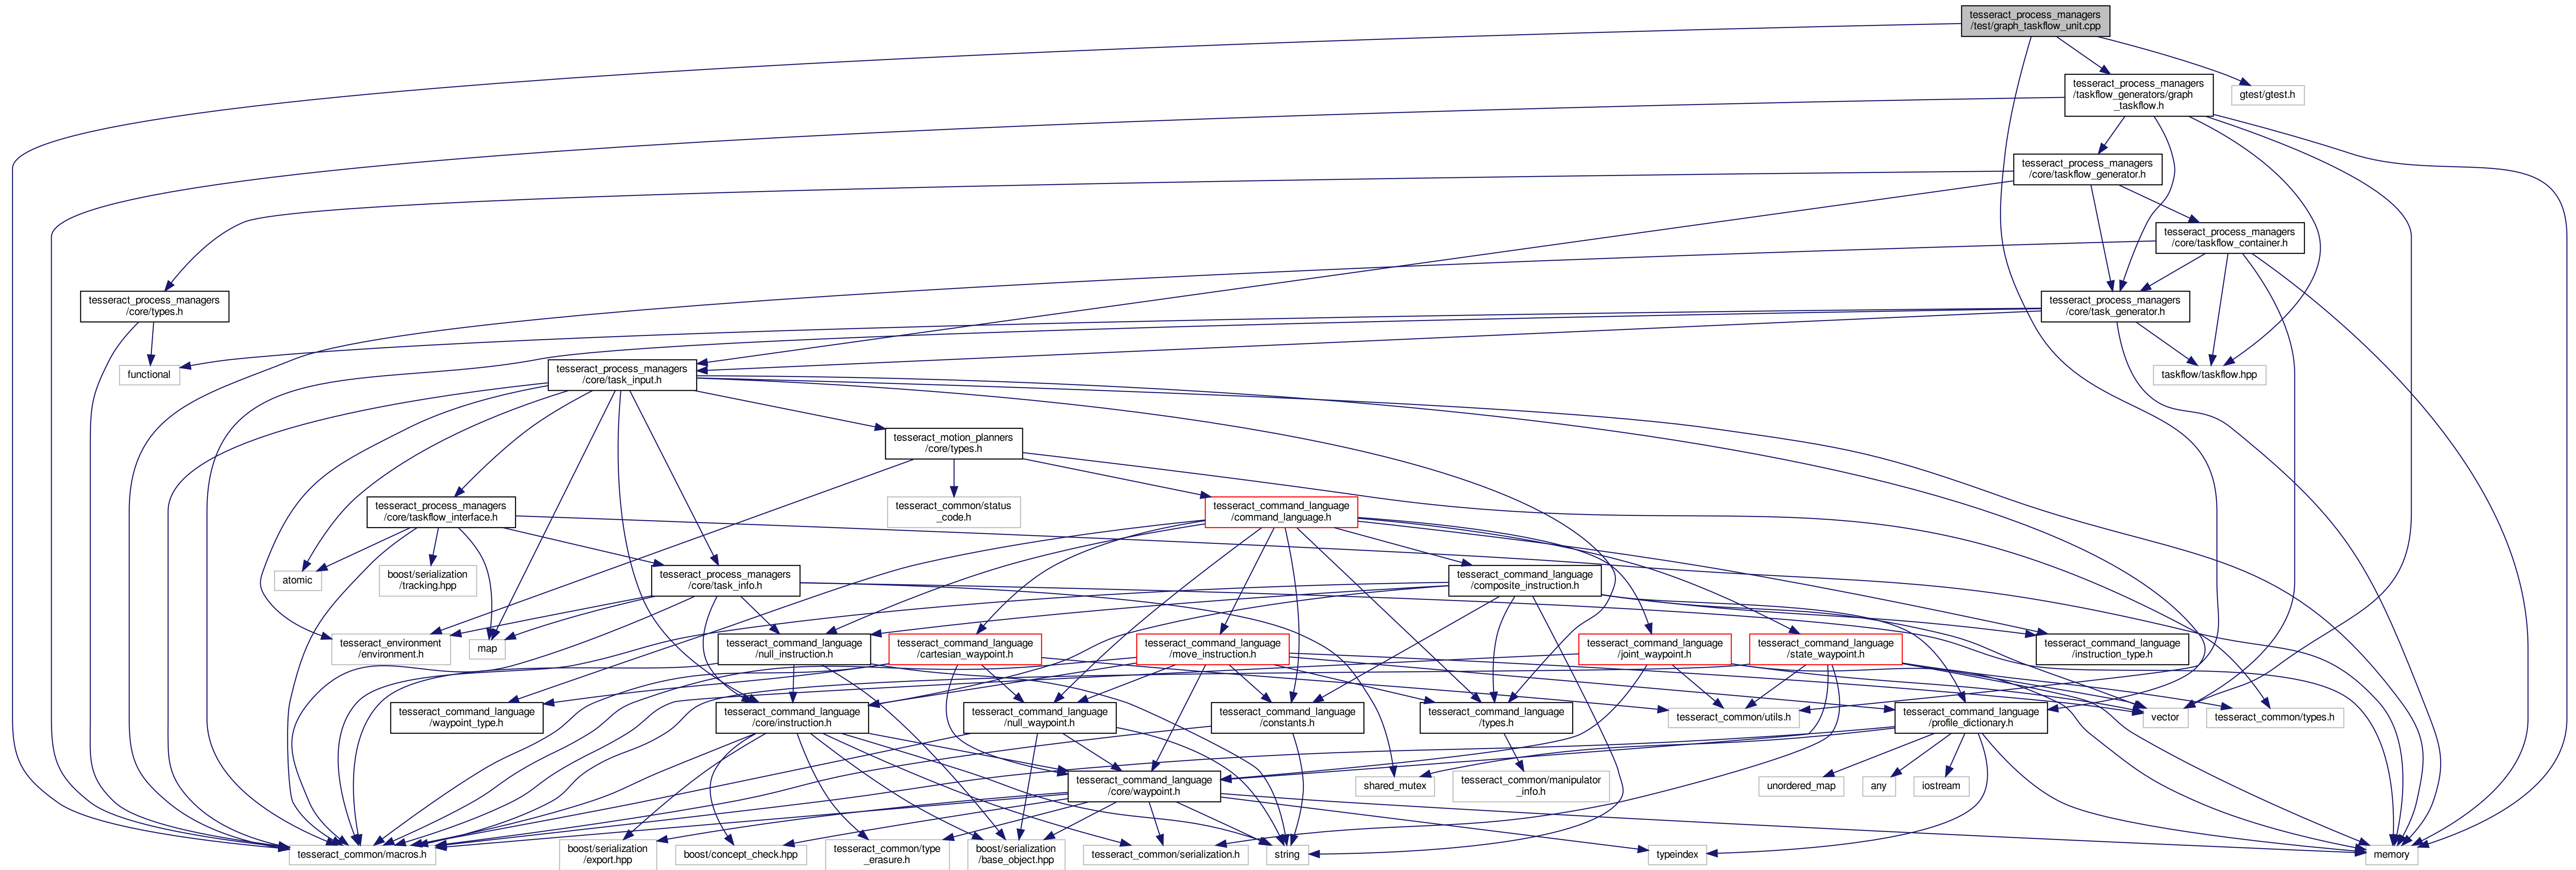 tesseract_process_managers
/test/graph_taskflow_unit.cpp
tesseract_process_managers
/taskflow_generators/graph
_taskflow.h
gtest/gtest.h
tesseract_process_managers
/core/taskflow_generator.h
tesseract_process_managers
/core/taskflow_container.h
tesseract_process_managers
/core/types.h
tesseract_process_managers
/core/task_generator.h
functional
tesseract_process_managers
/core/task_input.h
taskflow/taskflow.hpp
tesseract_motion_planners
/core/types.h
tesseract_process_managers
/core/taskflow_interface.h
tesseract_common/status
_code.h
tesseract_command_language
/command_language.h
atomic
boost/serialization
/tracking.hpp
tesseract_process_managers
/core/task_info.h
tesseract_command_language
/composite_instruction.h
tesseract_environment
/environment.h
map
tesseract_command_language
/null_instruction.h
tesseract_command_language
/cartesian_waypoint.h
tesseract_command_language
/move_instruction.h
tesseract_command_language
/joint_waypoint.h
tesseract_command_language
/state_waypoint.h
tesseract_command_language
/instruction_type.h
tesseract_command_language
/waypoint_type.h
tesseract_command_language
/core/instruction.h
tesseract_command_language
/null_waypoint.h
tesseract_command_language
/constants.h
tesseract_command_language
/types.h
tesseract_common/utils.h
tesseract_command_language
/profile_dictionary.h
vector
tesseract_common/types.h
tesseract_command_language
/core/waypoint.h
shared_mutex
tesseract_common/manipulator
_info.h
unordered_map
any
iostream
tesseract_common/macros.h
boost/serialization
/export.hpp
boost/concept_check.hpp
tesseract_common/type
_erasure.h
boost/serialization
/base_object.hpp
tesseract_common/serialization.h
string
typeindex
memory